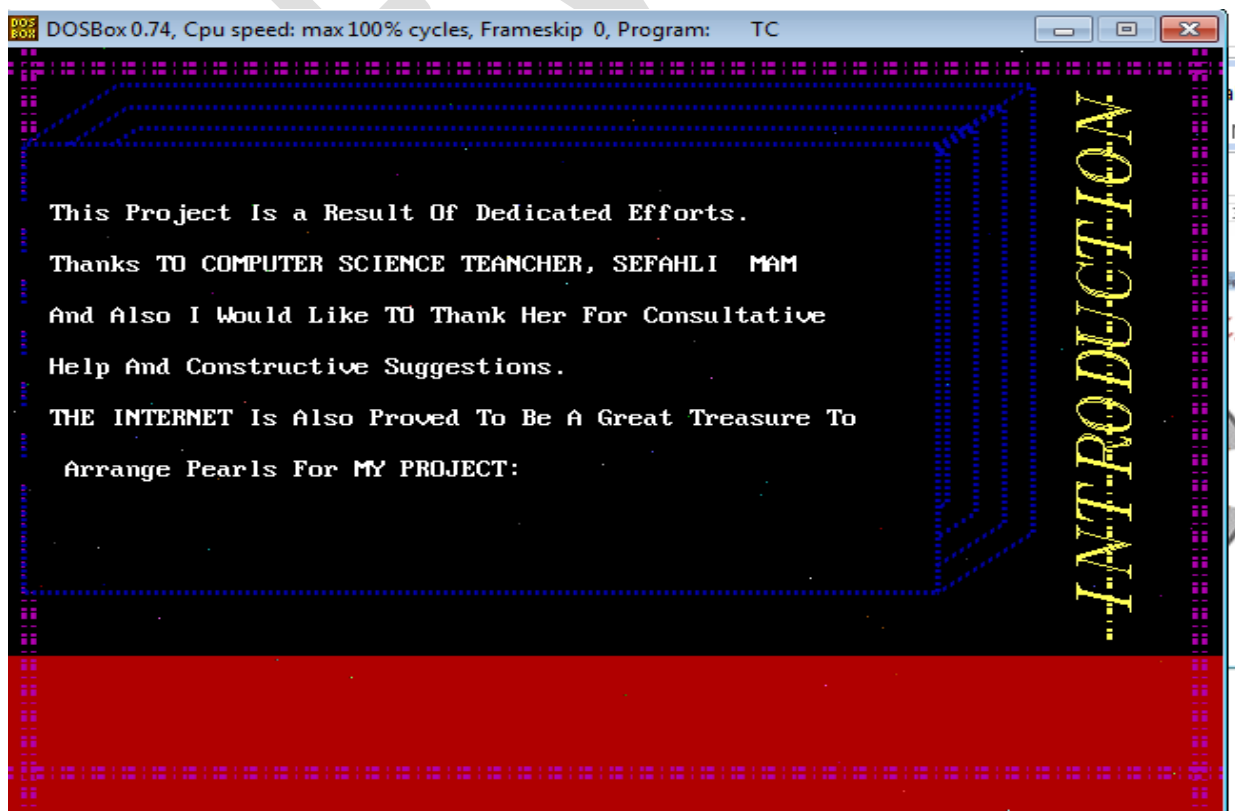 DOSBox 0.74, Cpu speed: max 100% cycles, Frameskip 0, Program: TC
This Project Is a Result Of Dedicated Efforts.
Thanks TO COMPUTER SCIENCE TEANCHER, SEFAHLI MAM
And Also I Would Like TO Thank Her For Consultative
Help And Constructive Suggestions.
THE INTERNET Is Also Proved To Be A Great Treasure To
Arrange Pearls For MY PROJECT:
INTRODUCTION